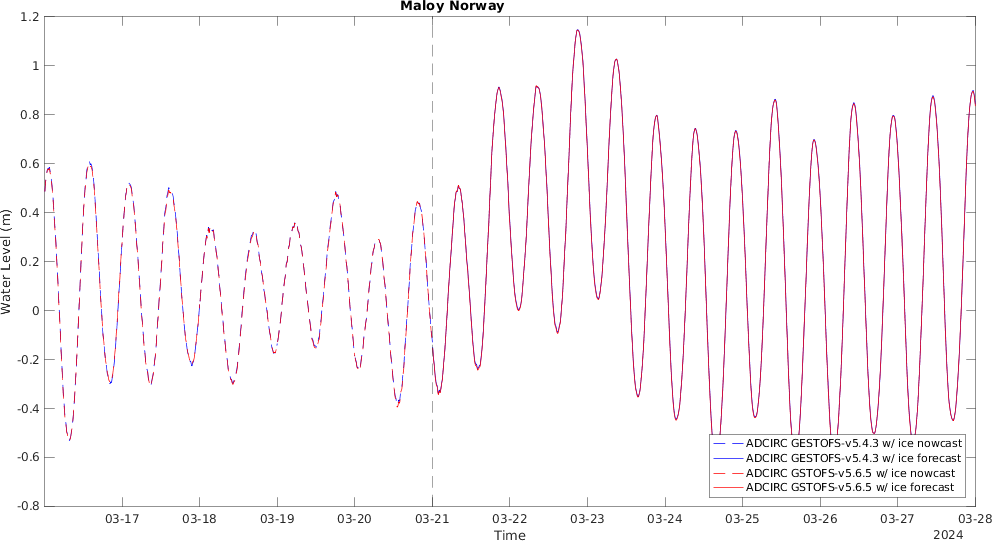 Maloy Norway
1.2
1
0.8
0.6
0.4
0.2
0
-0.2
-0.4
-0.6
-0.8
Water Level (m)
ADCIRC GESTOFS-v5.4.3 w/ ice nowcast
ADCIRC GESTOFS-v5.4.3 w/ ice forecast
ADCIRC GSTOFS-v5.6.5 w/ ice nowcast
ADCIRC GSTOFS-v5.6.5 w/ ice forecast
03-17 03-18 03-19 03-20 03-21 03-22 03-23 03-24 03-25 03-26 03-27 03-28
Time
2024